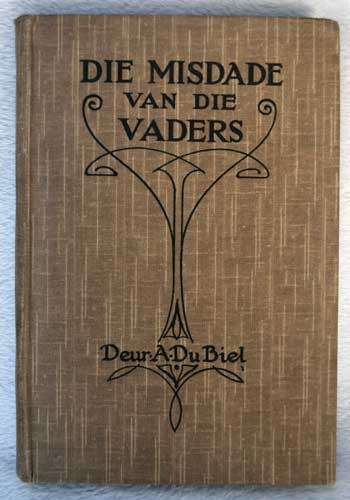 DIE MISDADE
VAN DIE
VADERS
Deur·A·Du Biel